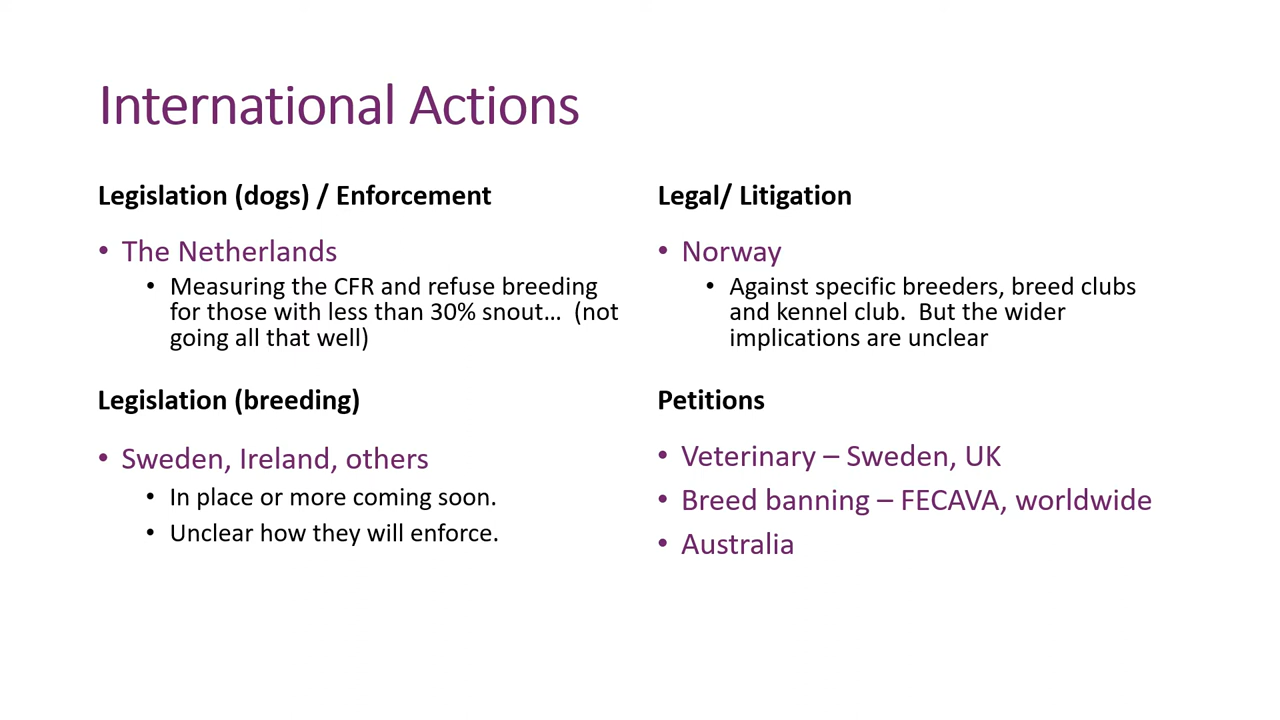 International Actions
Legislation (dogs) / Enforcement
• The Netherlands
• Measuring the CFR and refuse breeding
for those with less than 30% snout… (not
going all that well)
Legislation (breeding)
• Sweden, Ireland, others
• In place or more coming soon.
• Unclear how they will enforce.
Legal/ Litigation
• Norway
• Against specific breeders, breed clubs
and kennel club.  But the wider
implications are unclear
Petitions
• Veterinary – Sweden, UK
• Breed banning – FECAVA, worldwide
• Australia